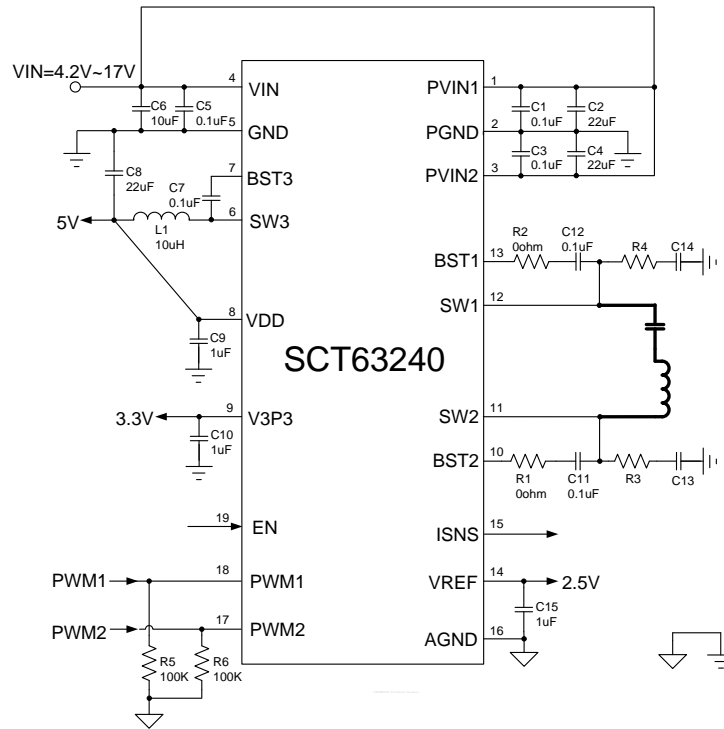 VIN=4.2V~17V
4
VIN
PVIN1
1
C6
10uF
C5
0.1uF
C1
0.1uF
C2
22uF
5
GND
PGND
2
C8
22uF
C7
0.1uF
7
BST3
C3
0.1uF
C4
22uF
PVIN2
3
5V
L1
10uH
6
SW3
R2
0ohm
C12
0.1uF
R4
C14
BST1
13
SW1
12
8
VDD
C9
1uF
SCT63240
3.3V
9
V3P3
C10
1uF
SW2
11
BST2
10
R1
0ohm
C11
0.1uF
R3
C13
19
EN
ISNS
15
PWM1
18
PWM1
VREF
14
2.5V
PWM2
17
PWM2
C15
1uF
AGND
16
R5
100K
R6
100K